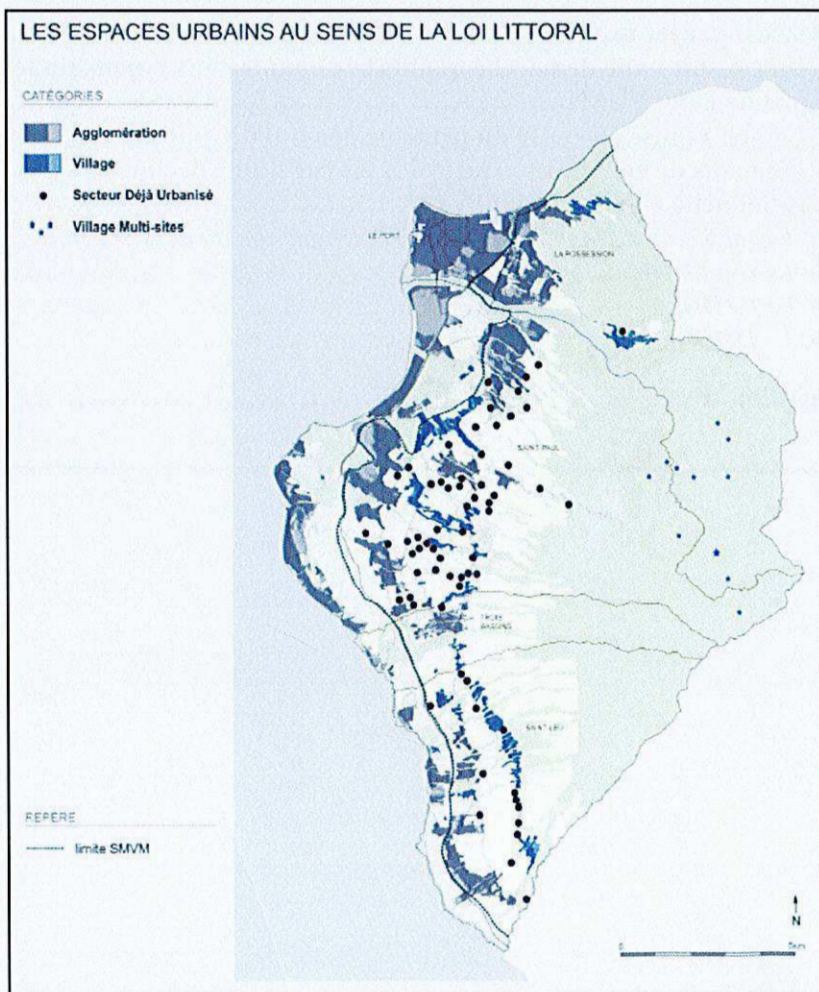 LES ESPACES URBAINS AU SENS DE LA LOI LITTORAL
CATÉGORIES
Agglomération
Village
Secteur Déjà Urbanisé
Village Multi-sites
LE PORT
LA POSSESSION
SAINT-PAUL
TROIS BASSINS
SAINT-LEU
REPÈRE
limite SMVM
N
0
5km